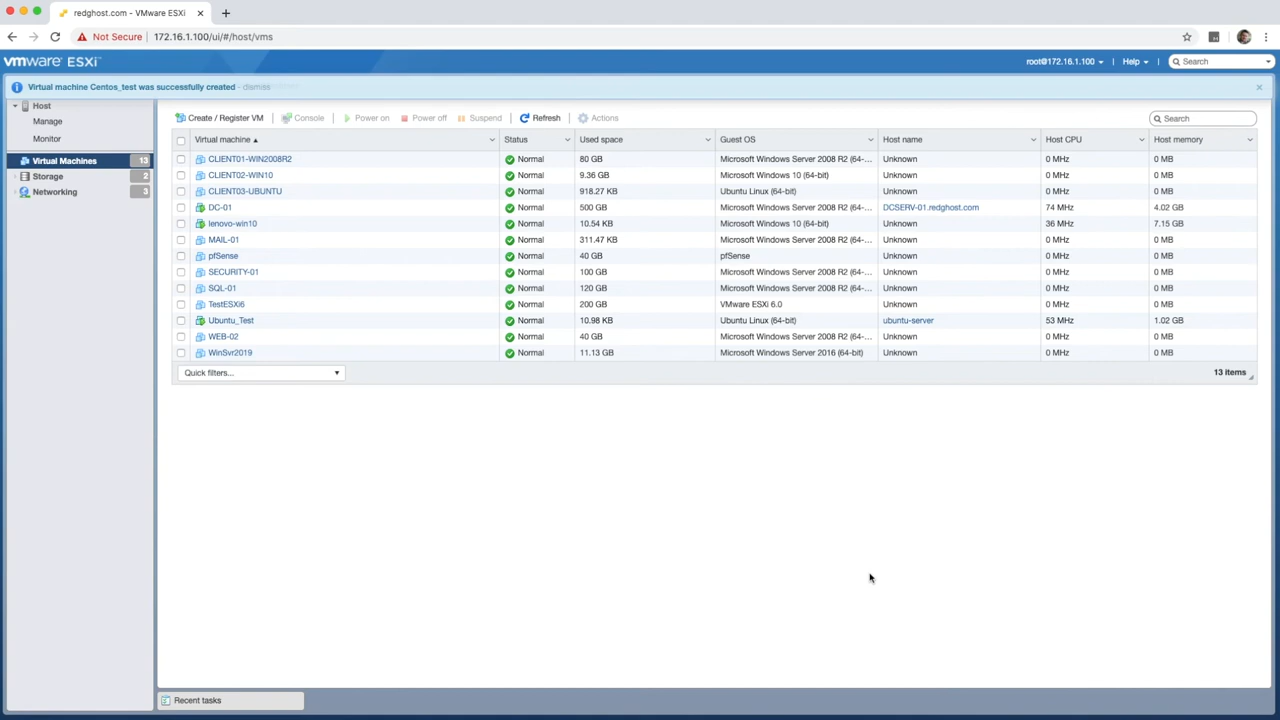 redghost.com - VMware ESXi
Not Secure 172.16.1.100/ui/#/host/vms
vmware ESXi
root@172.16.1.100 | Help | Search
Virtual machine Centos_test was successfully created - dismiss
Host
Manage
Monitor
Virtual Machines 13
Storage 2
Networking 3
Create / Register VM | Console | Power on Power off Suspend | Refresh | Actions Search
Virtual machine Status Used space Guest OS Host name Host CPU Host memory
CLIENT01-WIN2008R2 Normal 80 GB Microsoft Windows Server 2008 R2 (64-... Unknown 0 MHz 0 MB
CLIENT02-WIN10 Normal 9.36 GB Microsoft Windows 10 (64-bit) Unknown 0 MHz 0 MB
CLIENT03-UBUNTU Normal 918.27 KB Ubuntu Linux (64-bit) Unknown 0 MHz 0 MB
DC-01 Normal 500 GB Microsoft Windows Server 2008 R2 (64-... DCSERV-01.redghost.com 74 MHz 4.02 GB
lenovo-win10 Normal 10.54 KB Microsoft Windows 10 (64-bit) Unknown 36 MHz 7.15 GB
MAIL-01 Normal 311.47 KB Microsoft Windows Server 2008 R2 (64-... Unknown 0 MHz 0 MB
pfSense Normal 40 GB pfSense Unknown 0 MHz 0 MB
SECURITY-01 Normal 100 GB Microsoft Windows Server 2008 R2 (64-... Unknown 0 MHz 0 MB
SQL-01 Normal 120 GB Microsoft Windows Server 2008 R2 (64-... Unknown 0 MHz 0 MB
TestESXi6 Normal 200 GB VMware ESXi 6.0 Unknown 0 MHz 0 MB
Ubuntu_Test Normal 10.98 KB Ubuntu Linux (64-bit) ubuntu-server 53 MHz 1.02 GB
WEB-02 Normal 40 GB Microsoft Windows Server 2008 R2 (64-... Unknown 0 MHz 0 MB
WinSvr2019 Normal 11.13 GB Microsoft Windows Server 2016 (64-bit) Unknown 0 MHz 0 MB
Quick filters... 13 items
Recent tasks